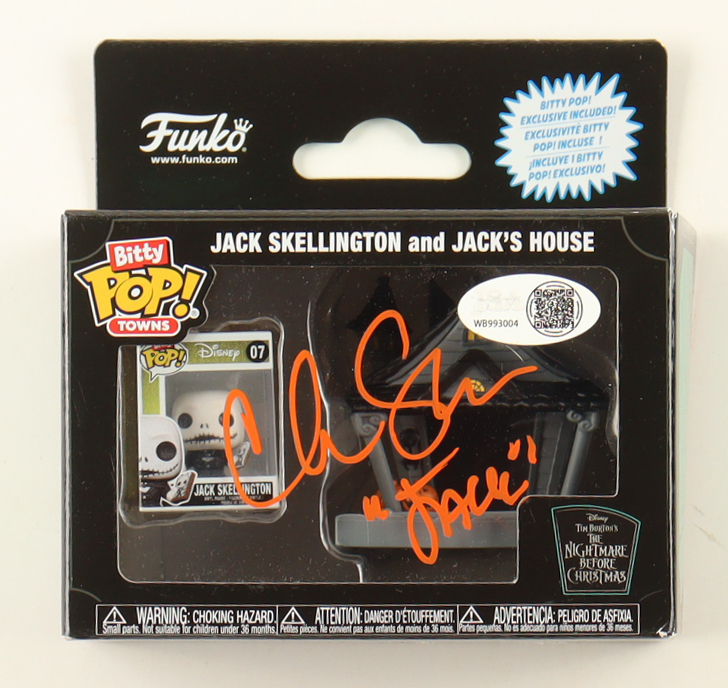 Funko
www.funko.com
BITTY POP!
EXCLUSIVE INCLUDED!
EXCLUSIVITÉ BITTY
POP! INCLUSE !
¡INCLUYE 1 BITTY
POP! EXCLUSIVO!
Bitty
POP!
TOWNS
JACK SKELLINGTON and JACK'S HOUSE
WB993004
POP! Disney 07
JACK SKELLINGTON
"JACK"
Disney
TIM BURTON'S
THE
NIGHTMARE
BEFORE
CHRISTMAS
WARNING: CHOKING HAZARD.
Small parts. Not suitable for children under 36 months.
ATTENTION: DANGER D'ÉTOUFFEMENT.
Petites pièces. Ne convient pas aux enfants de moins de 36 mois.
ADVERTENCIA: PELIGRO DE ASFIXIA.
Partes pequeñas. No es adecuado para niños menores de 36 meses.